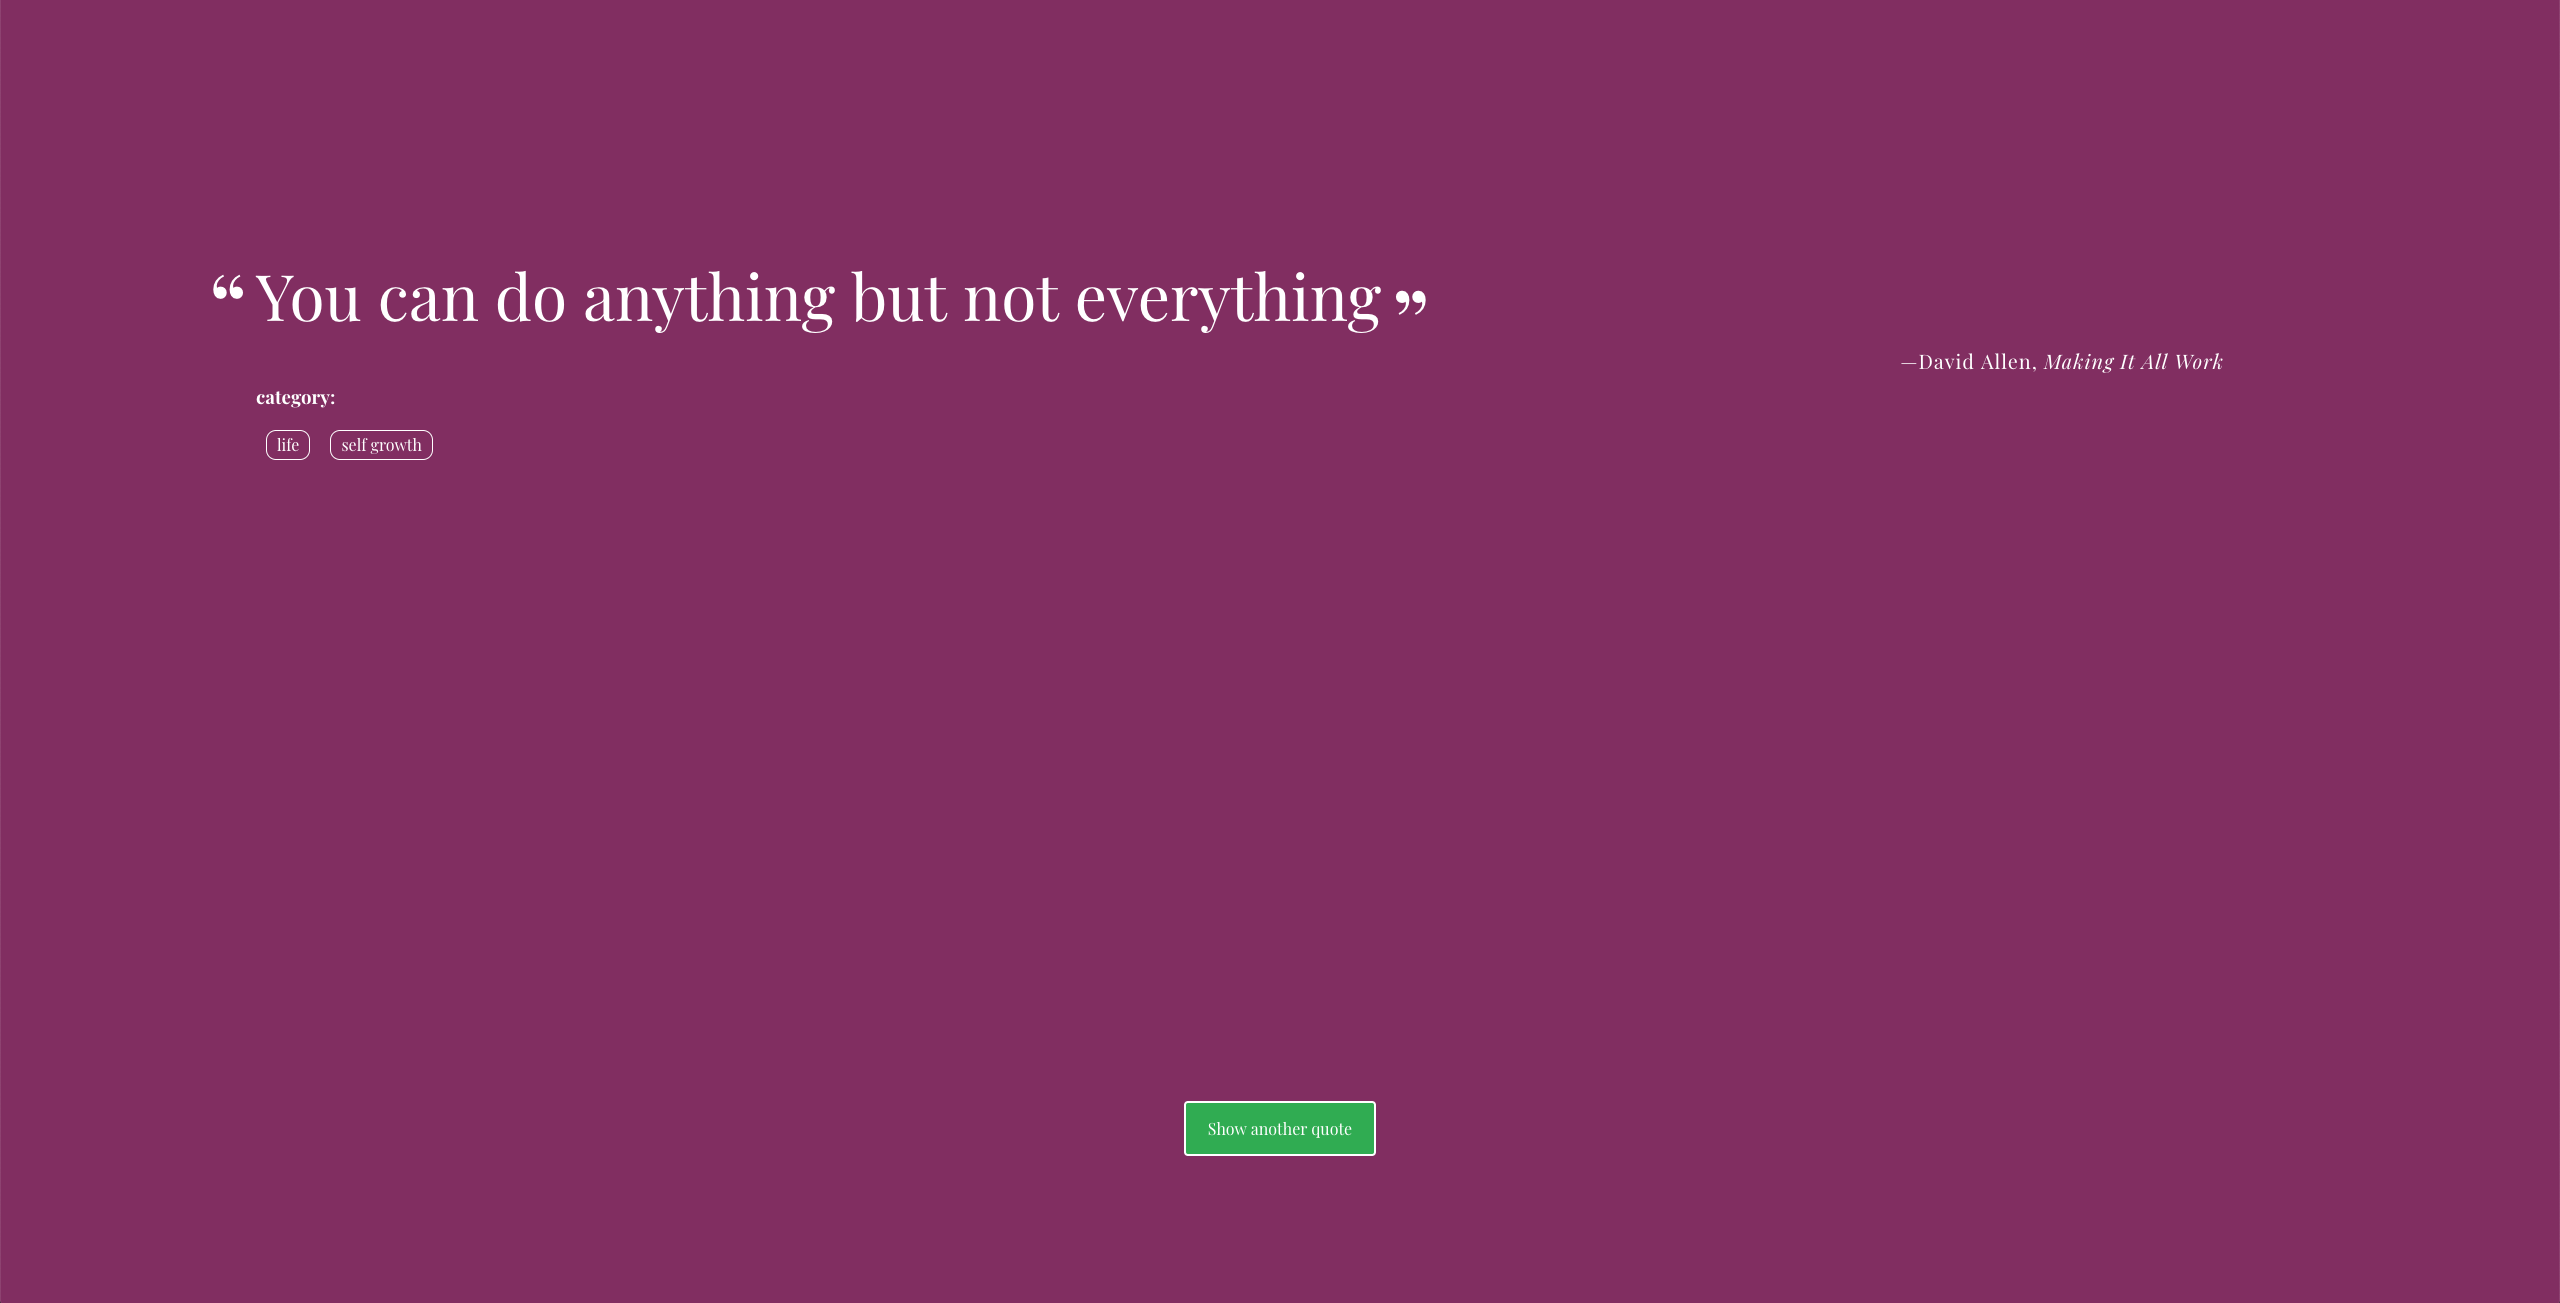 “ You can do anything but not everything ”
—David Allen, Making It All Work
category:
life self growth
Show another quote